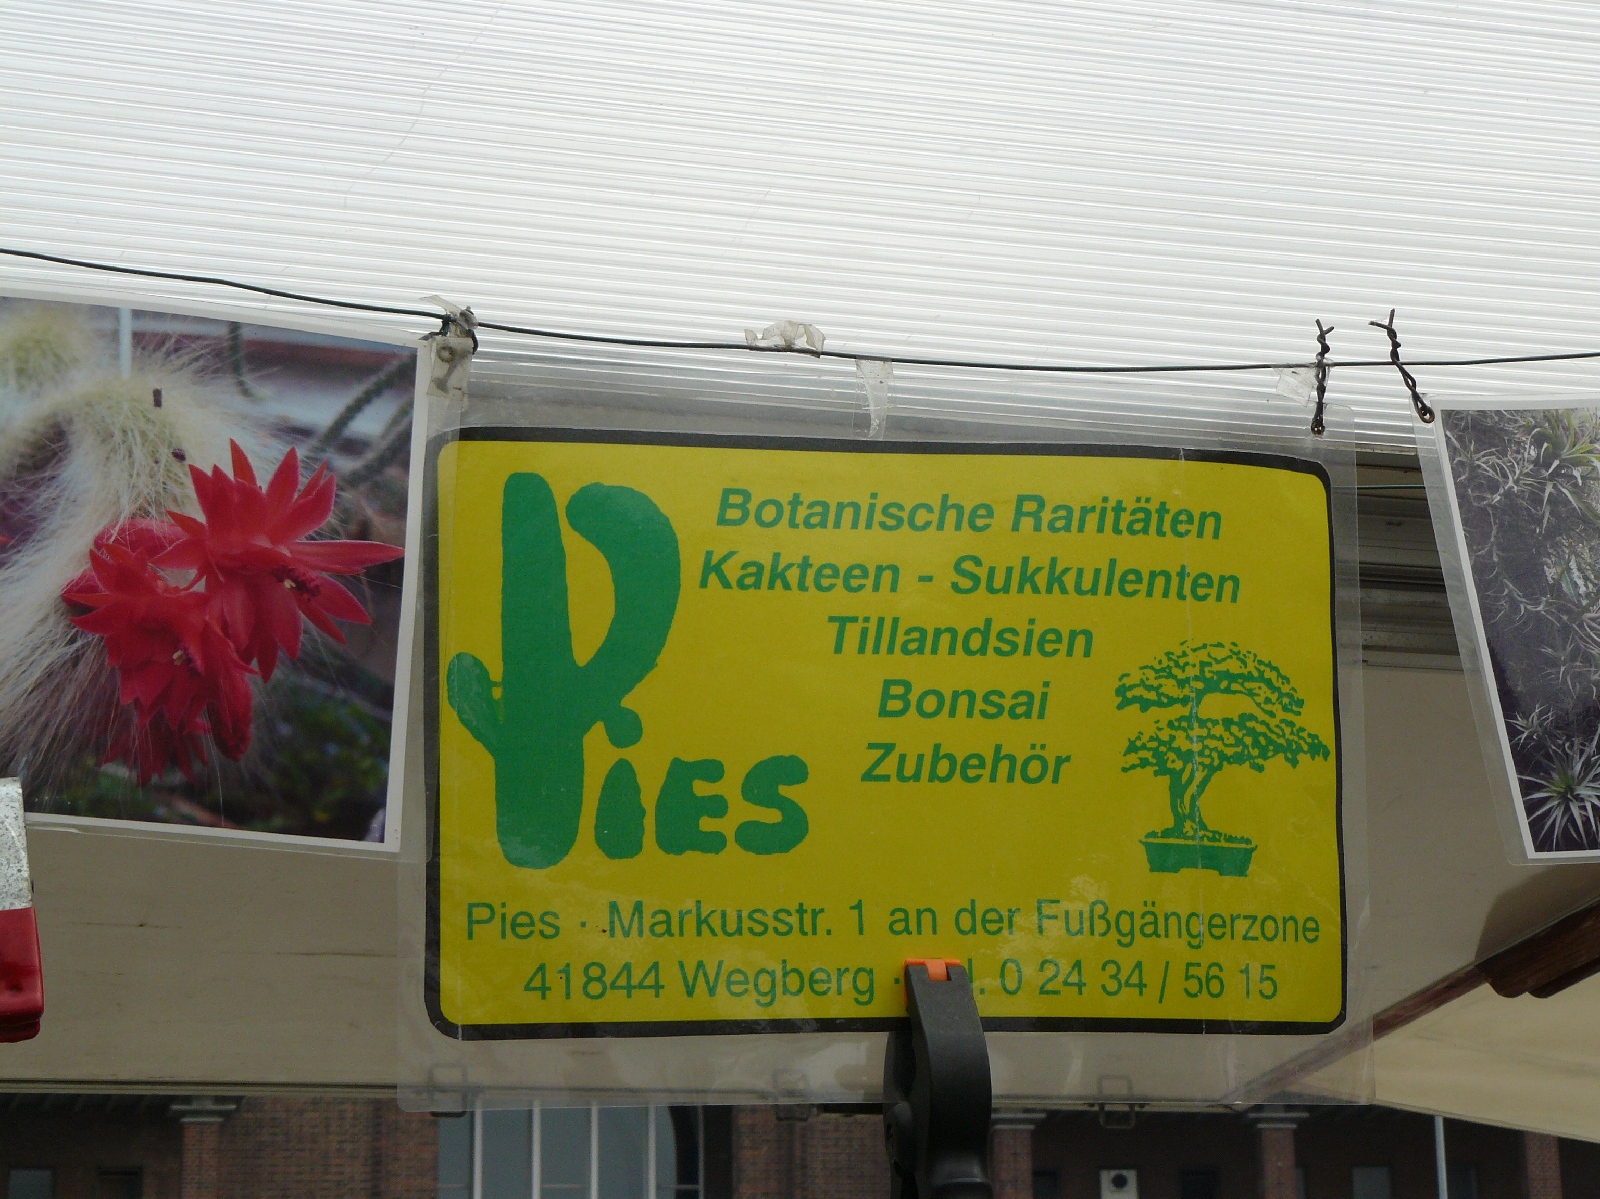 Botanische Raritäten
Kakteen - Sukkulenten
Tillandsien
Bonsai
Zubehör
Pies
Pies · Markusstr. 1 an der Fußgängerzone
41844 Wegberg · 0 24 34 / 56 15